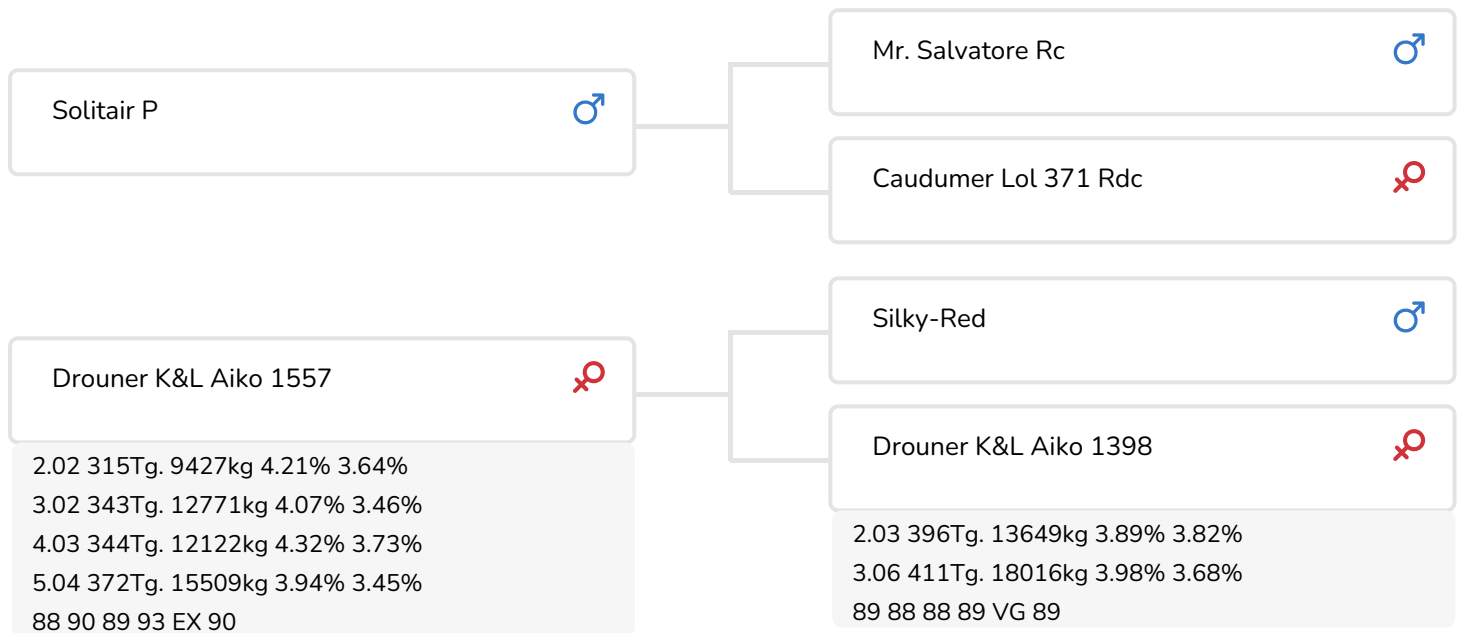 Solitair P
Mr. Salvatore Rc
Caudumer Lol 371 Rdc
Drouner K&L Aiko 1557
2.02 315Tg. 9427kg 4.21% 3.64%
3.02 343Tg. 12771kg 4.07% 3.46%
4.03 344Tg. 12122kg 4.32% 3.73%
5.04 372Tg. 15509kg 3.94% 3.45%
88 90 89 93 EX 90
Silky-Red
Drouner K&L Aiko 1398
2.03 396Tg. 13649kg 3.89% 3.82%
3.06 411Tg. 18016kg 3.98% 3.68%
89 88 88 89 VG 89